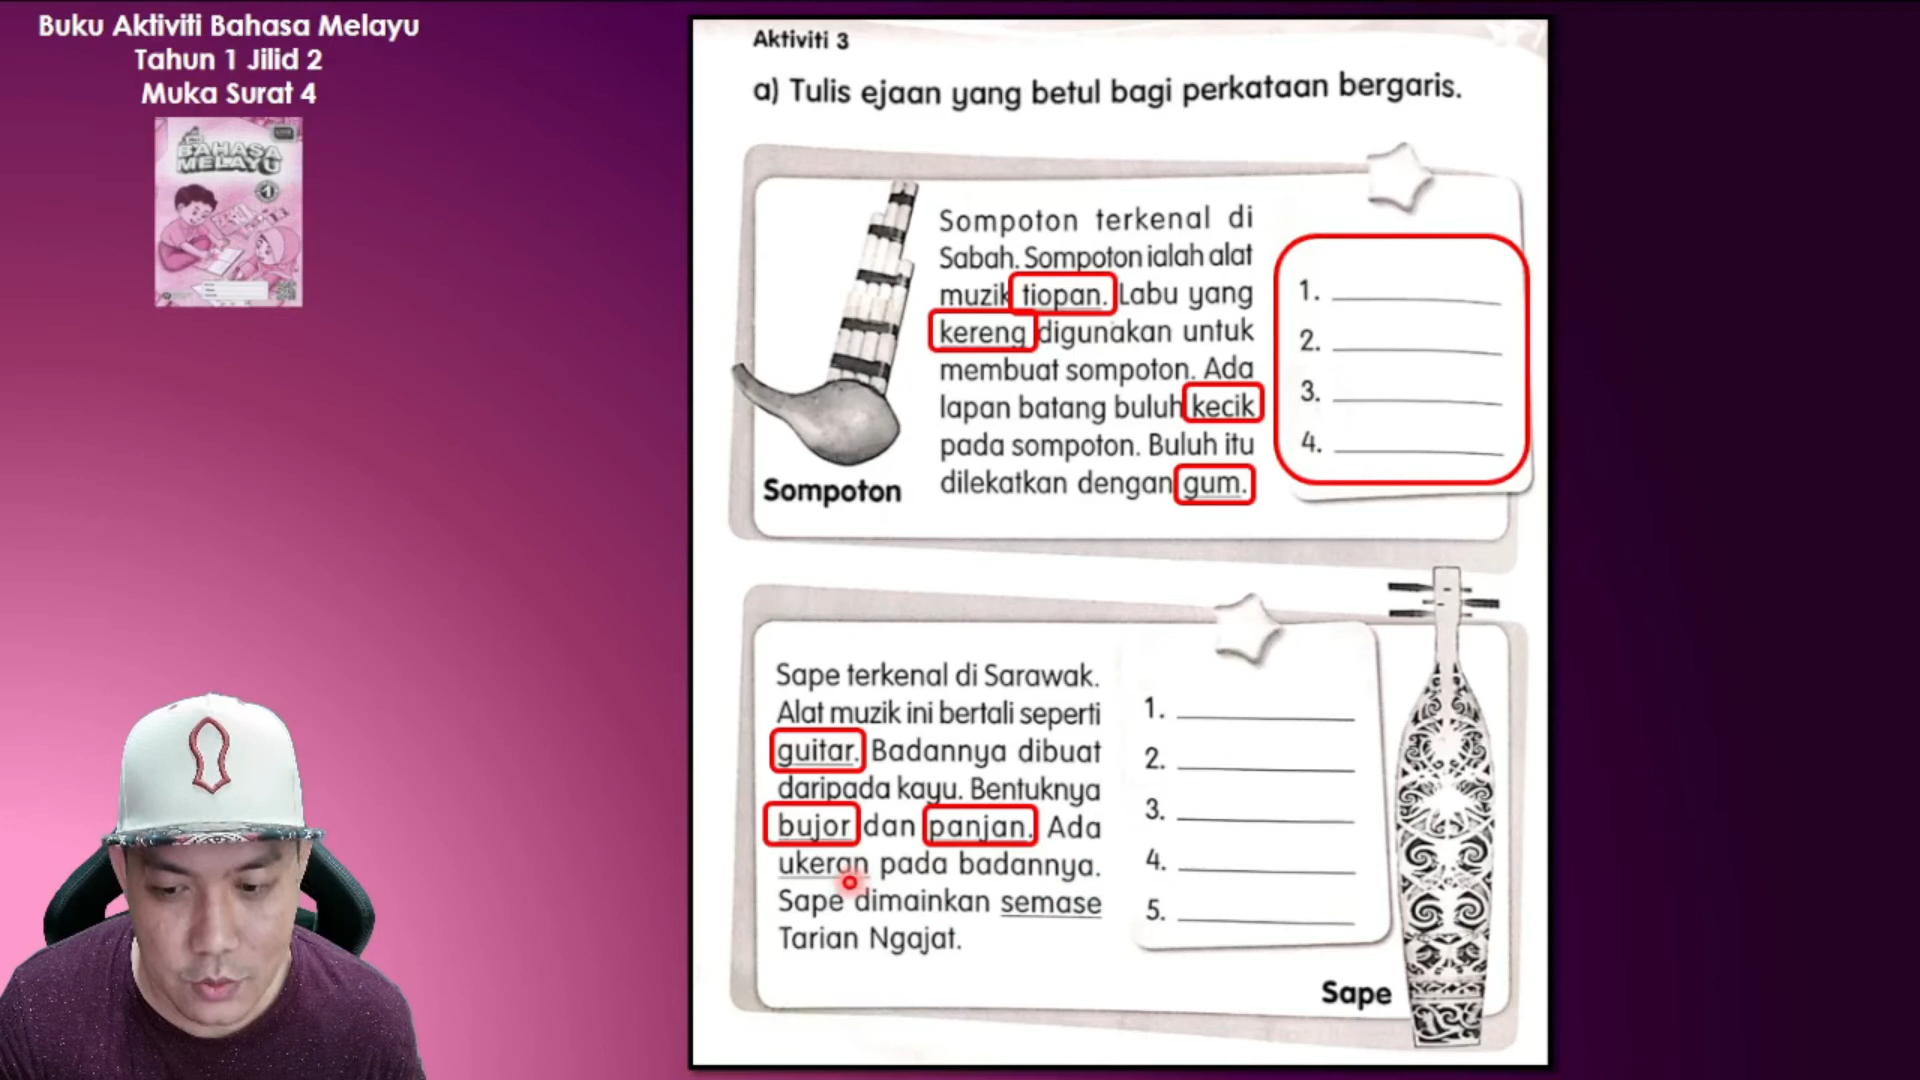 Buku Aktiviti Bahasa Melayu
Tahun 1 Jilid 2
Muka Surat 4
BAHASA
MELAYU
1
Aktiviti 3
a) Tulis ejaan yang betul bagi perkataan bergaris.
Sompoton terkenal di
Sabah. Sompoton ialah alat
muzik tiopan. Labu yang
kereng digunakan untuk
membuat sompoton. Ada
lapan batang buluh kecik
pada sompoton. Buluh itu
dilekatkan dengan gum.
Sompoton
1.
2.
3.
4.
Sape terkenal di Sarawak.
Alat muzik ini bertali seperti
guitar. Badannya dibuat
daripada kayu. Bentuknya
bujor dan panjan. Ada
ukeran pada badannya.
Sape dimainkan semase
Tarian Ngajat.
1.
2.
3.
4.
5.
Sape